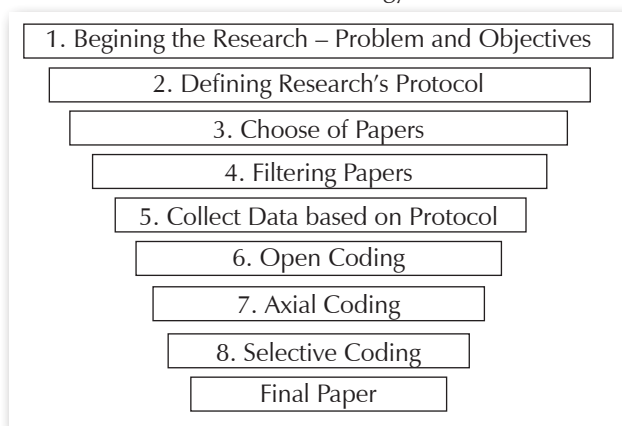 1. Begining the Research – Problem and Objectives
2. Defining Research's Protocol
3. Choose of Papers
4. Filtering Papers
5. Collect Data based on Protocol
6. Open Coding
7. Axial Coding
8. Selective Coding
Final Paper